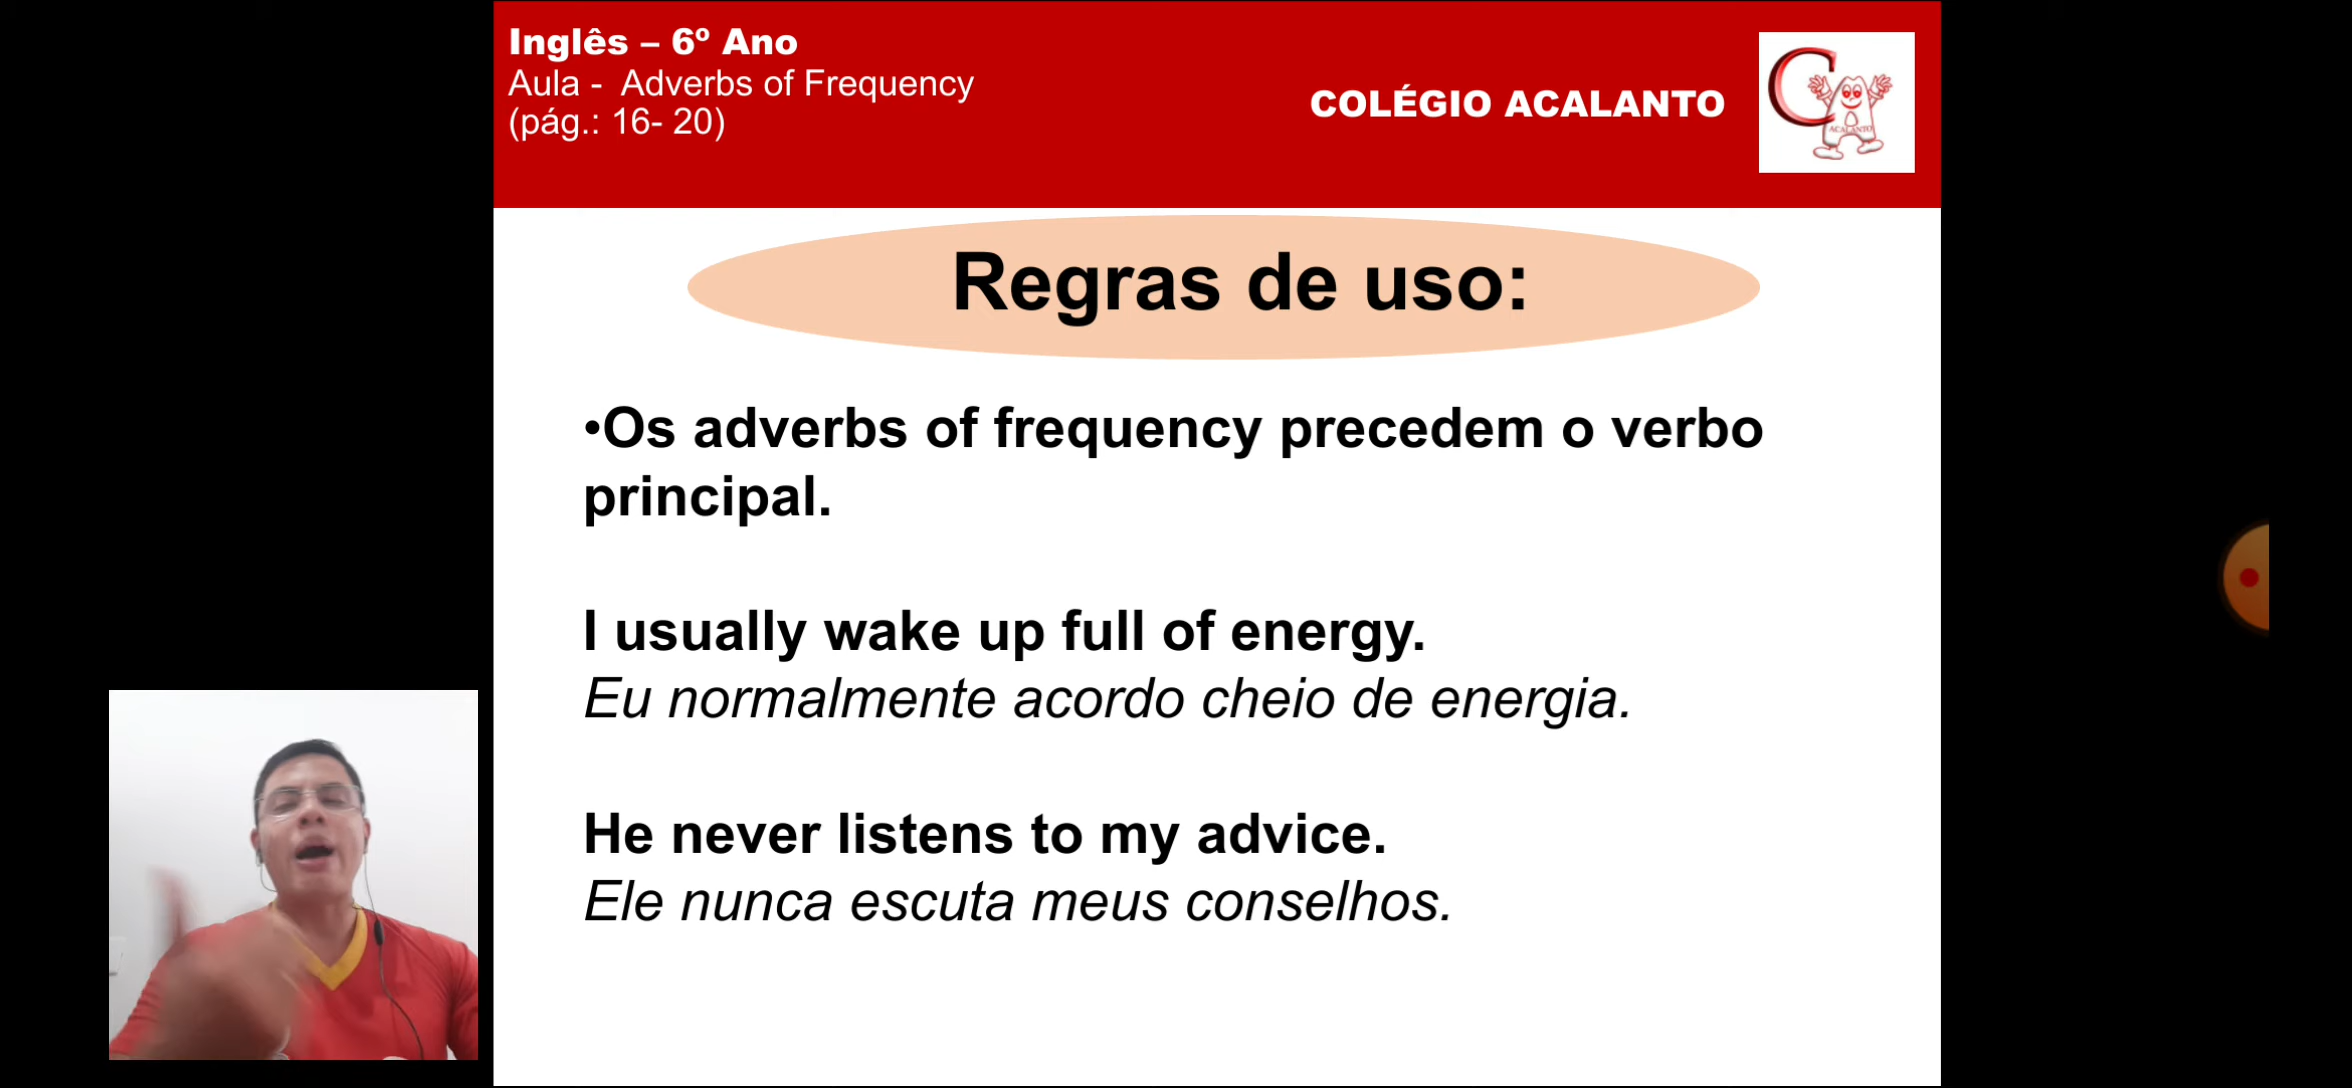 Inglês – 6º Ano
Aula -  Adverbs of Frequency
(pág.: 16- 20)
COLÉGIO ACALANTO
ACALANTO
Regras de uso:
•Os adverbs of frequency precedem o verbo
principal.
I usually wake up full of energy.
Eu normalmente acordo cheio de energia.
He never listens to my advice.
Ele nunca escuta meus conselhos.